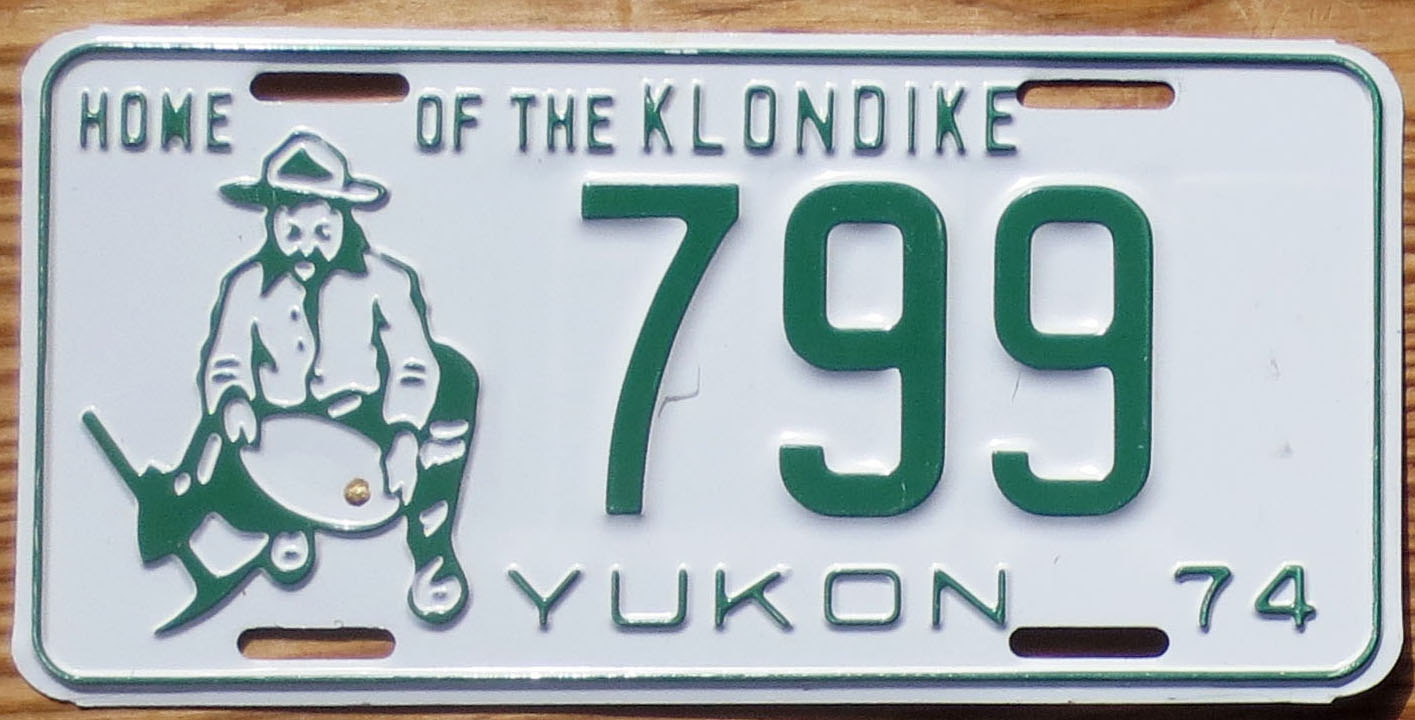 HOME OF THE KLONDIKE
799
YUKON 74